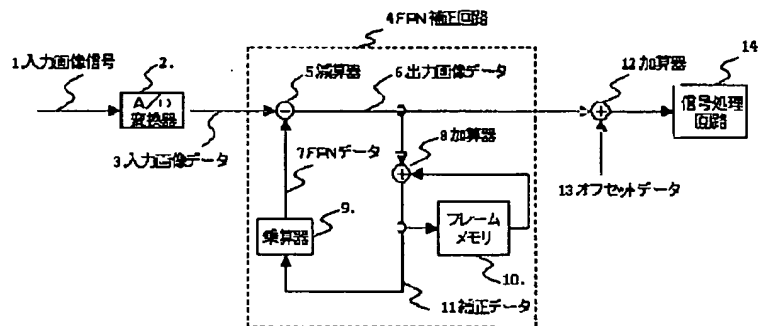 4 FPN 補正回路
1.入力画像信号
2.
A/D
変換器
3.入力画像データ
5 減算器
6.出力画像データ
7 FPNデータ
8 加算器
9.
乗算器
フレーム
メモリ
10.
11 補正データ
12 加算器
13 オフセットデータ
14
信号処理
回路